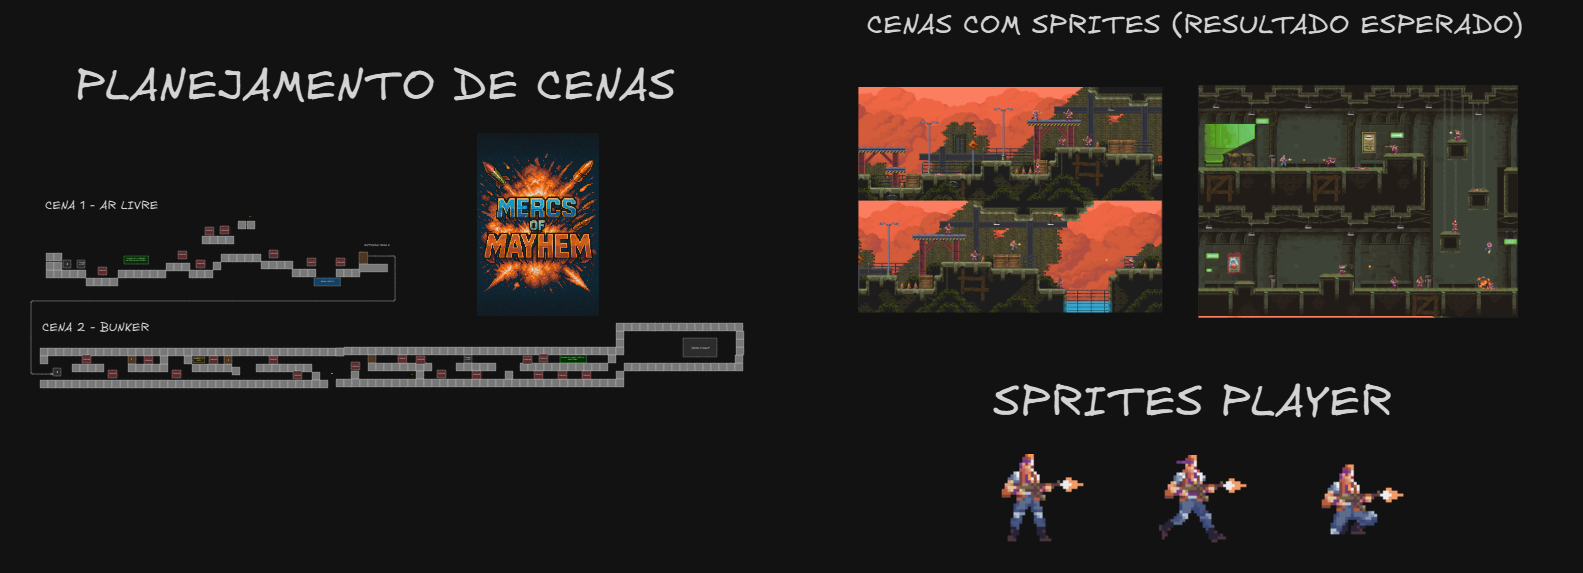 PLANEJAMENTO DE CENAS
MERCS
OF
MAYHEM
CENA 1 - AR LIVRE
CENA 2 - BUNKER
CENAS COM SPRITES (RESULTADO ESPERADO)
SPRITES PLAYER